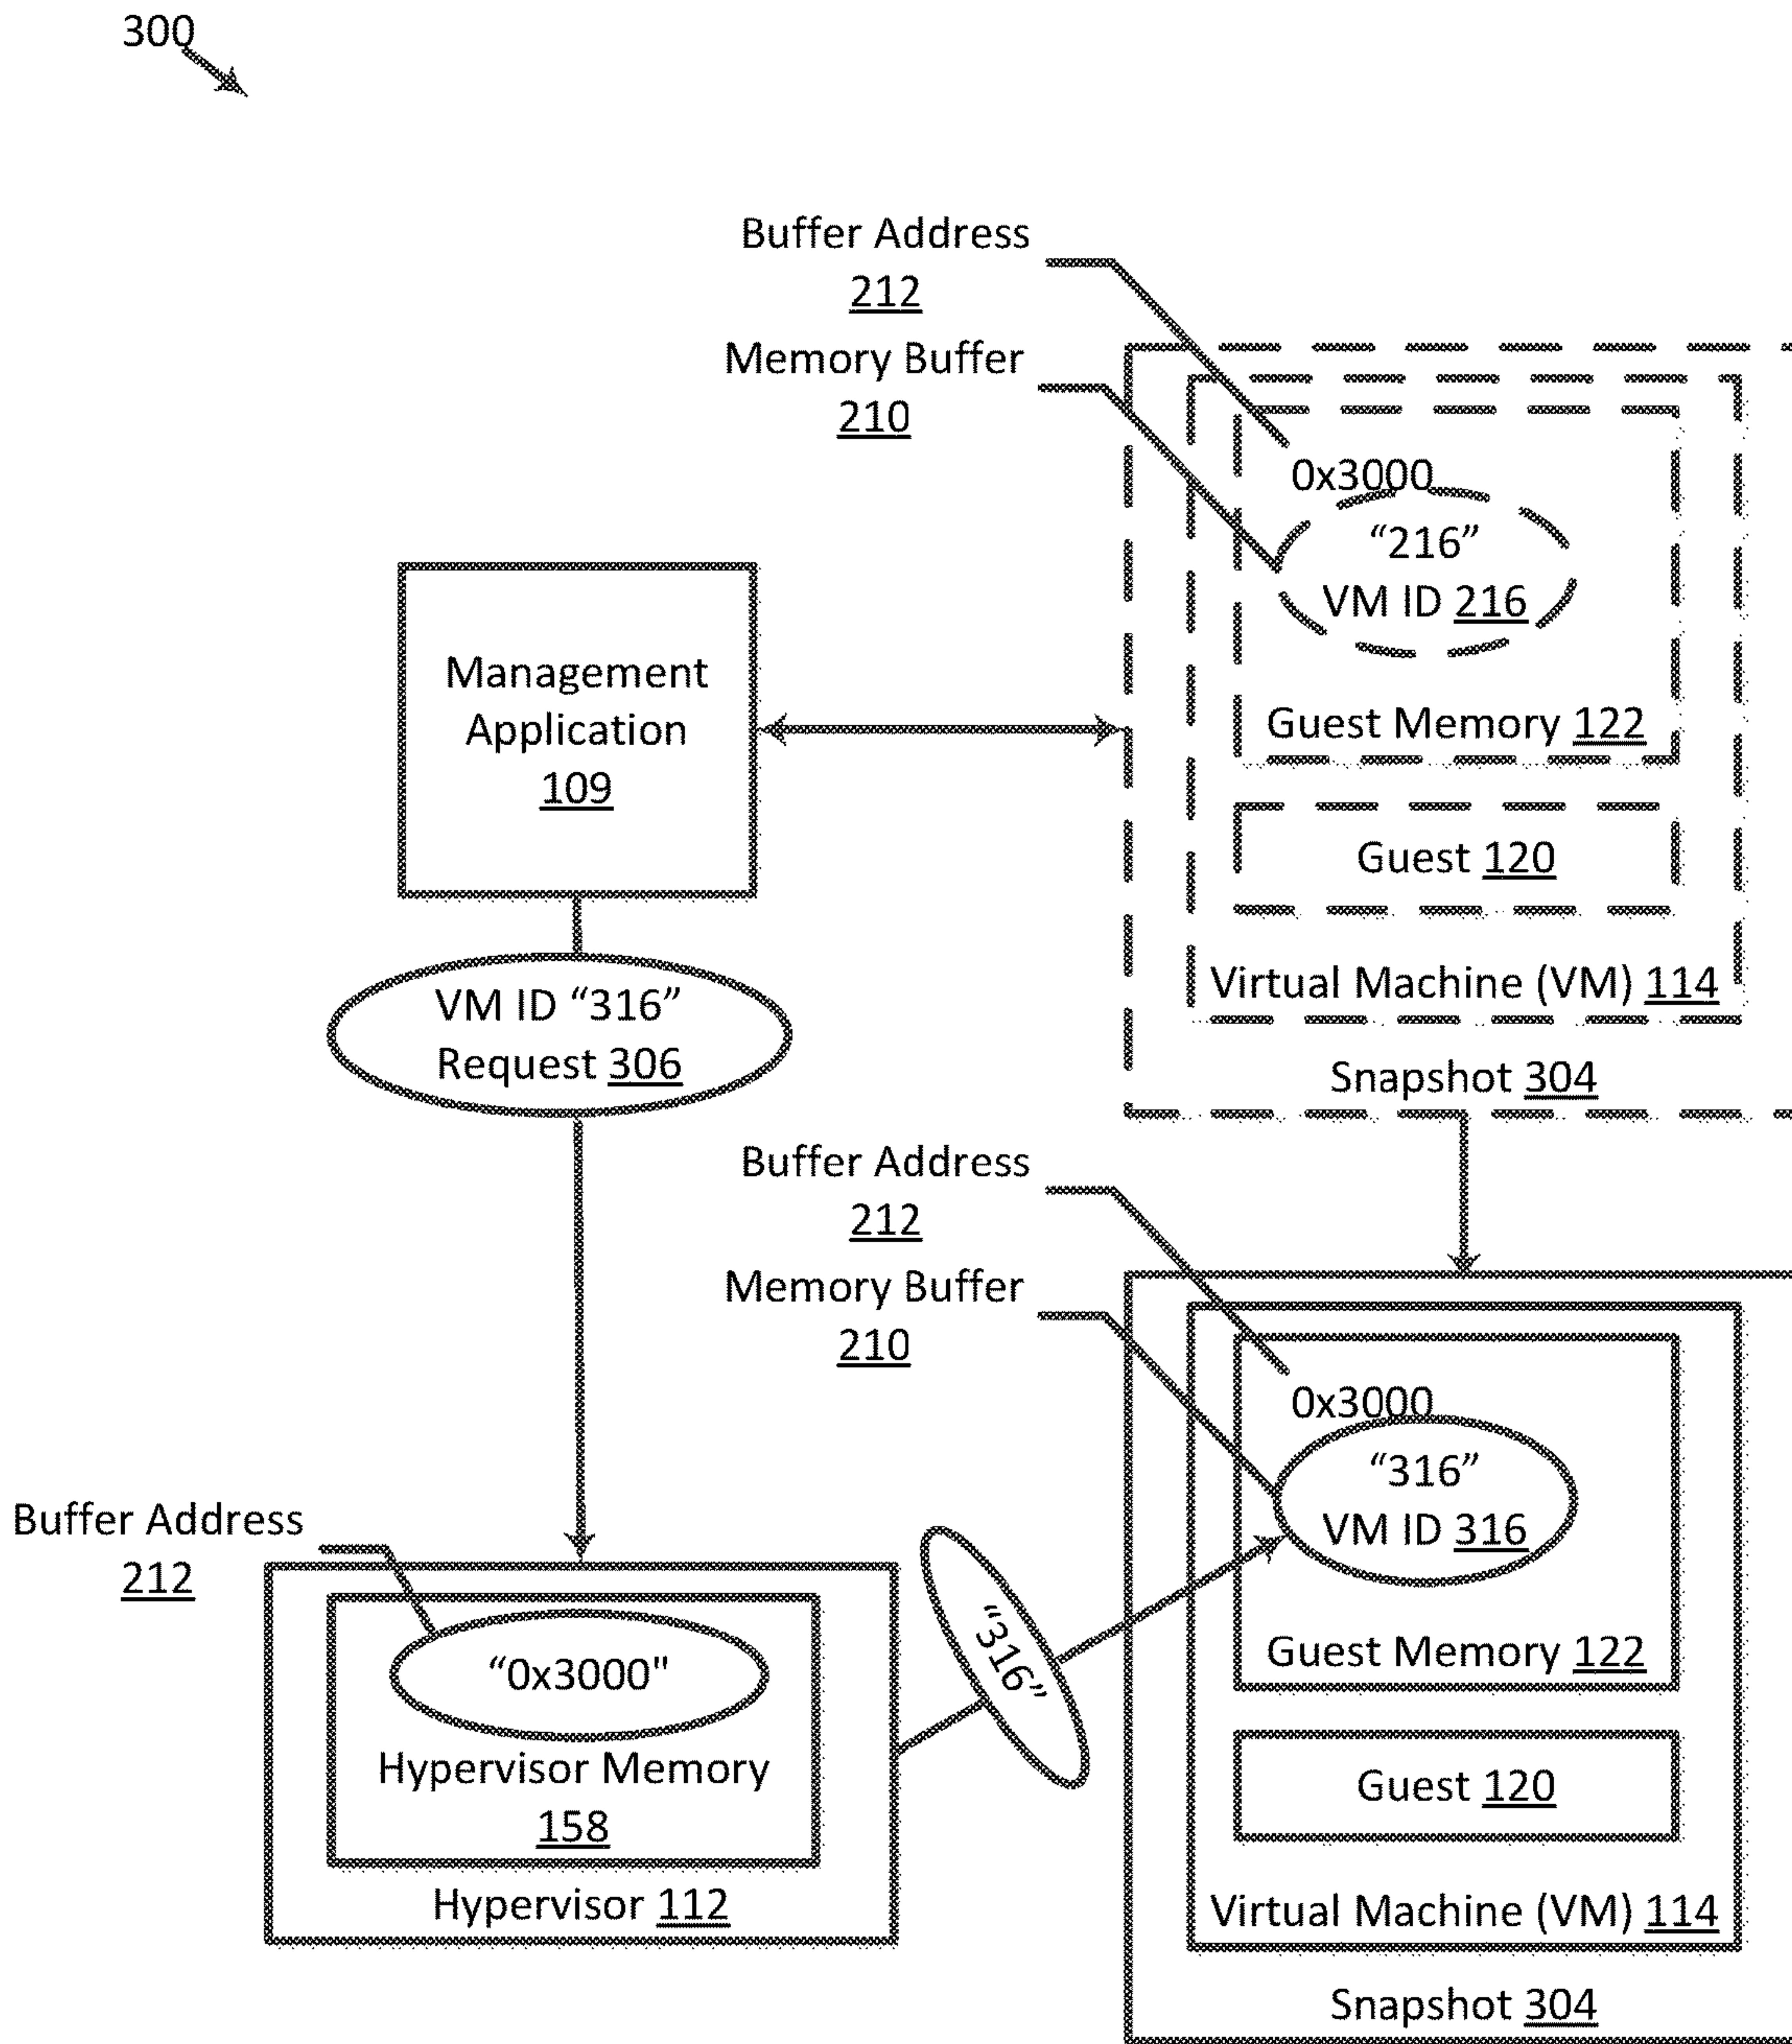 300
Buffer Address
212
Memory Buffer
210
0x3000
“216”
VM ID 216
Guest Memory 122
Guest 120
Virtual Machine (VM) 114
Snapshot 304
Management
Application
109
VM ID “316”
Request 306
Buffer Address
212
Memory Buffer
210
0x3000
“316”
VM ID 316
Guest Memory 122
Guest 120
Virtual Machine (VM) 114
Snapshot 304
Buffer Address
212
“0x3000"
Hypervisor Memory
158
Hypervisor 112
“316”